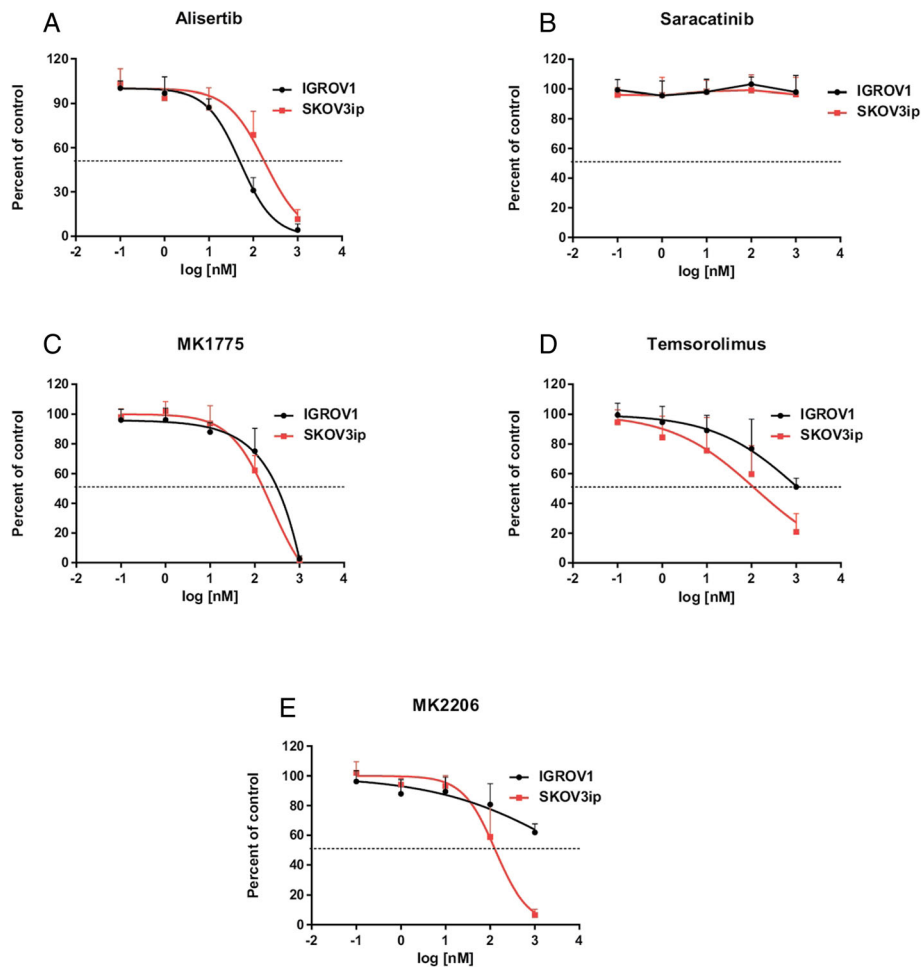 A
Alisertib
Percent of control
120
90
60
30
0
-2 -1 0 1 2 3 4
log [nM]
IGROV1
SKOV3ip
B
Saracatinib
Percent of control
120
100
80
60
40
20
0
-2 -1 0 1 2 3 4
log [nM]
IGROV1
SKOV3ip
C
MK1775
Percent of control
120
100
80
60
40
20
0
-2 -1 0 1 2 3 4
log [nM]
IGROV1
SKOV3ip
D
Temsorolimus
Percent of control
120
100
80
60
40
20
0
-2 -1 0 1 2 3 4
log [nM]
IGROV1
SKOV3ip
E
MK2206
Percent of control
120
100
80
60
40
20
0
-2 -1 0 1 2 3 4
log [nM]
IGROV1
SKOV3ip